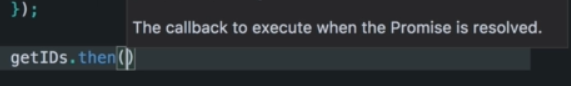 });
The callback to execute when the Promise is resolved.
getIDs.then()